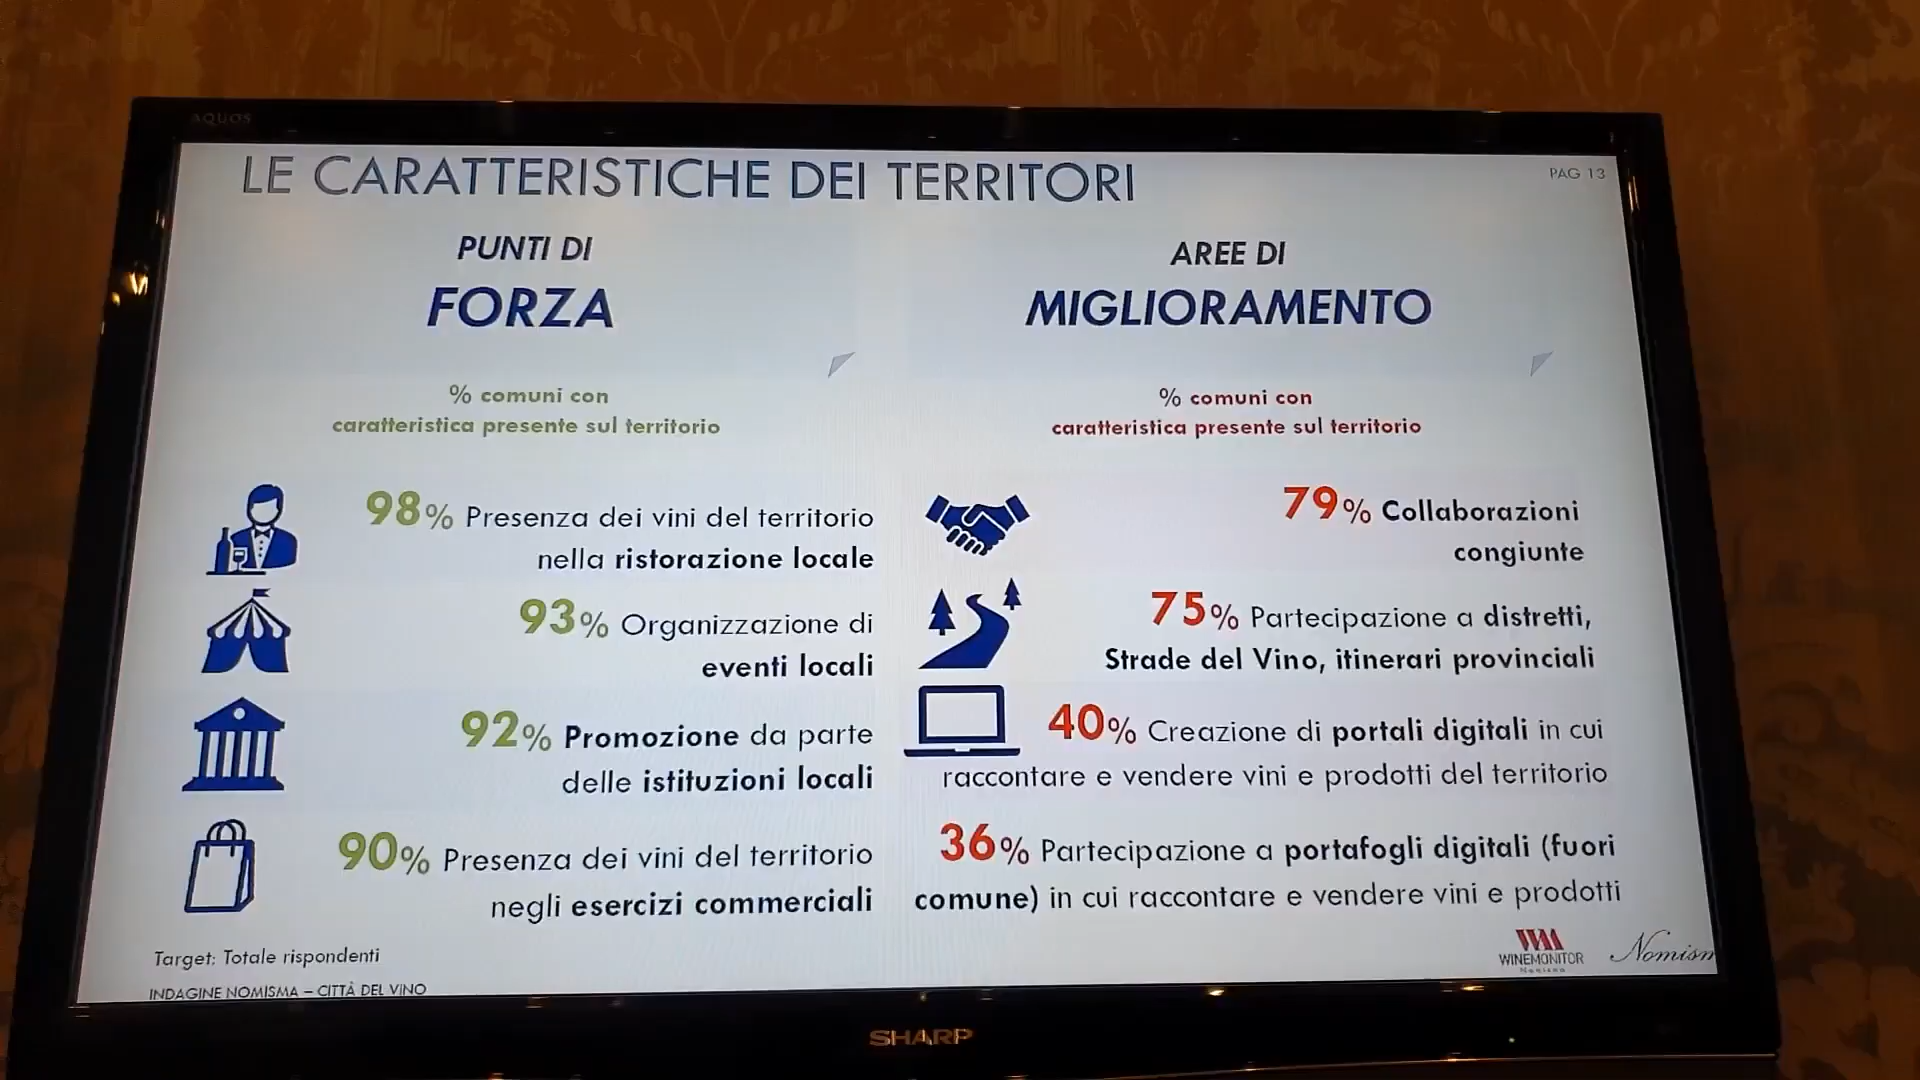 AQUOS
LE CARATTERISTICHE DEI TERRITORI
PAG 13
PUNTI DI
FORZA
% comuni con
caratteristica presente sul territorio
98% Presenza dei vini del territorio
nella ristorazione locale
93% Organizzazione di
eventi locali
92% Promozione da parte
delle istituzioni locali
90% Presenza dei vini del territorio
negli esercizi commerciali
AREE DI
MIGLIORAMENTO
% comuni con
caratteristica presente sul territorio
79% Collaborazioni
congiunte
75% Partecipazione a distretti,
Strade del Vino, itinerari provinciali
40% Creazione di portali digitali in cui
raccontare e vendere vini e prodotti del territorio
36% Partecipazione a portafogli digitali (fuori
comune) in cui raccontare e vendere vini e prodotti
Target: Totale rispondenti
INDAGINE NOMISMA – CITTÀ DEL VINO
WINEMONITOR
Nomisma
Nomism
SHARP